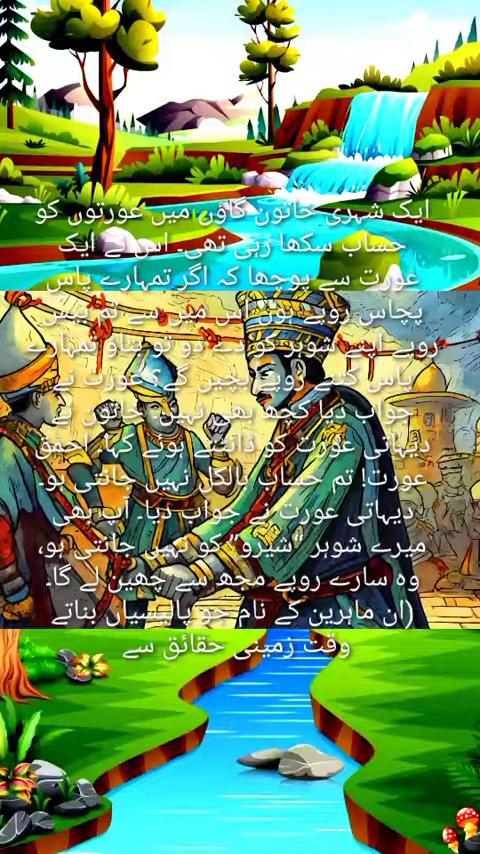 ایک شہری خاتون گاؤں میں عورتوں کو
حساب سکھا رہی تھی۔ اس نے ایک
عورت سے پوچھا کہ اگر تمہارے پاس
پچاس روپے ہوں اس میں سے تم بیس
روپے اپنے شوہر کو دے دو تو بتاؤ تمہارے
پاس کتنے روپے بچیں گے؟ عورت نے
جواب دیا کچھ بھی نہیں۔ خاتون نے
دیہاتی عورت کو ڈانٹتے ہوئے کہا۔ احمق
عورت! تم حساب بالکل نہیں جانتی ہو۔
دیہاتی عورت نے جواب دیا۔ آپ بھی
میرے شوہر "شیرو" کو نہیں جانتی ہو،
وہ سارے روپے مجھ سے چھین لے گا۔
(ان ماہرین کے نام جو پالیسیاں بناتے
وقت زمینی حقائق سے